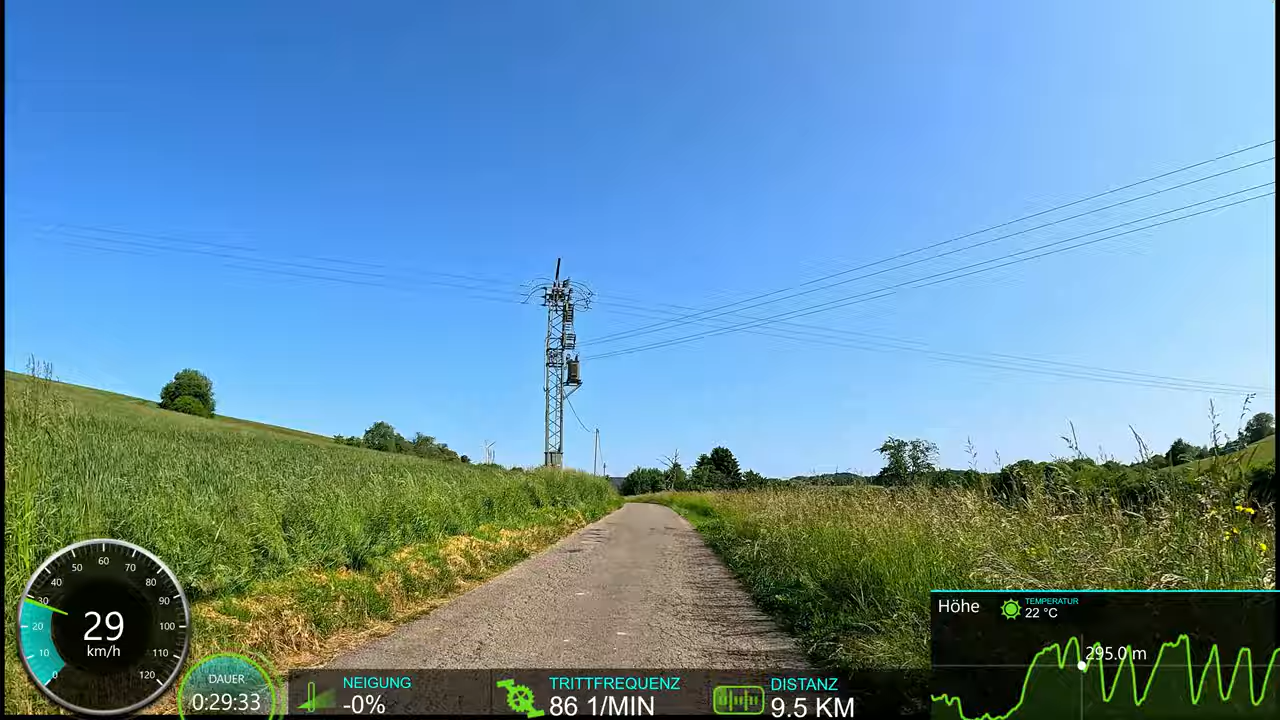 0
10
20
30
40
50
60
70
80
90
100
110
120
29
km/h
DAUER
0:29:33
NEIGUNG
-0%
TRITTFREQUENZ
86 1/MIN
DISTANZ
9.5 KM
Höhe
TEMPERATUR
22 °C
295.0 m